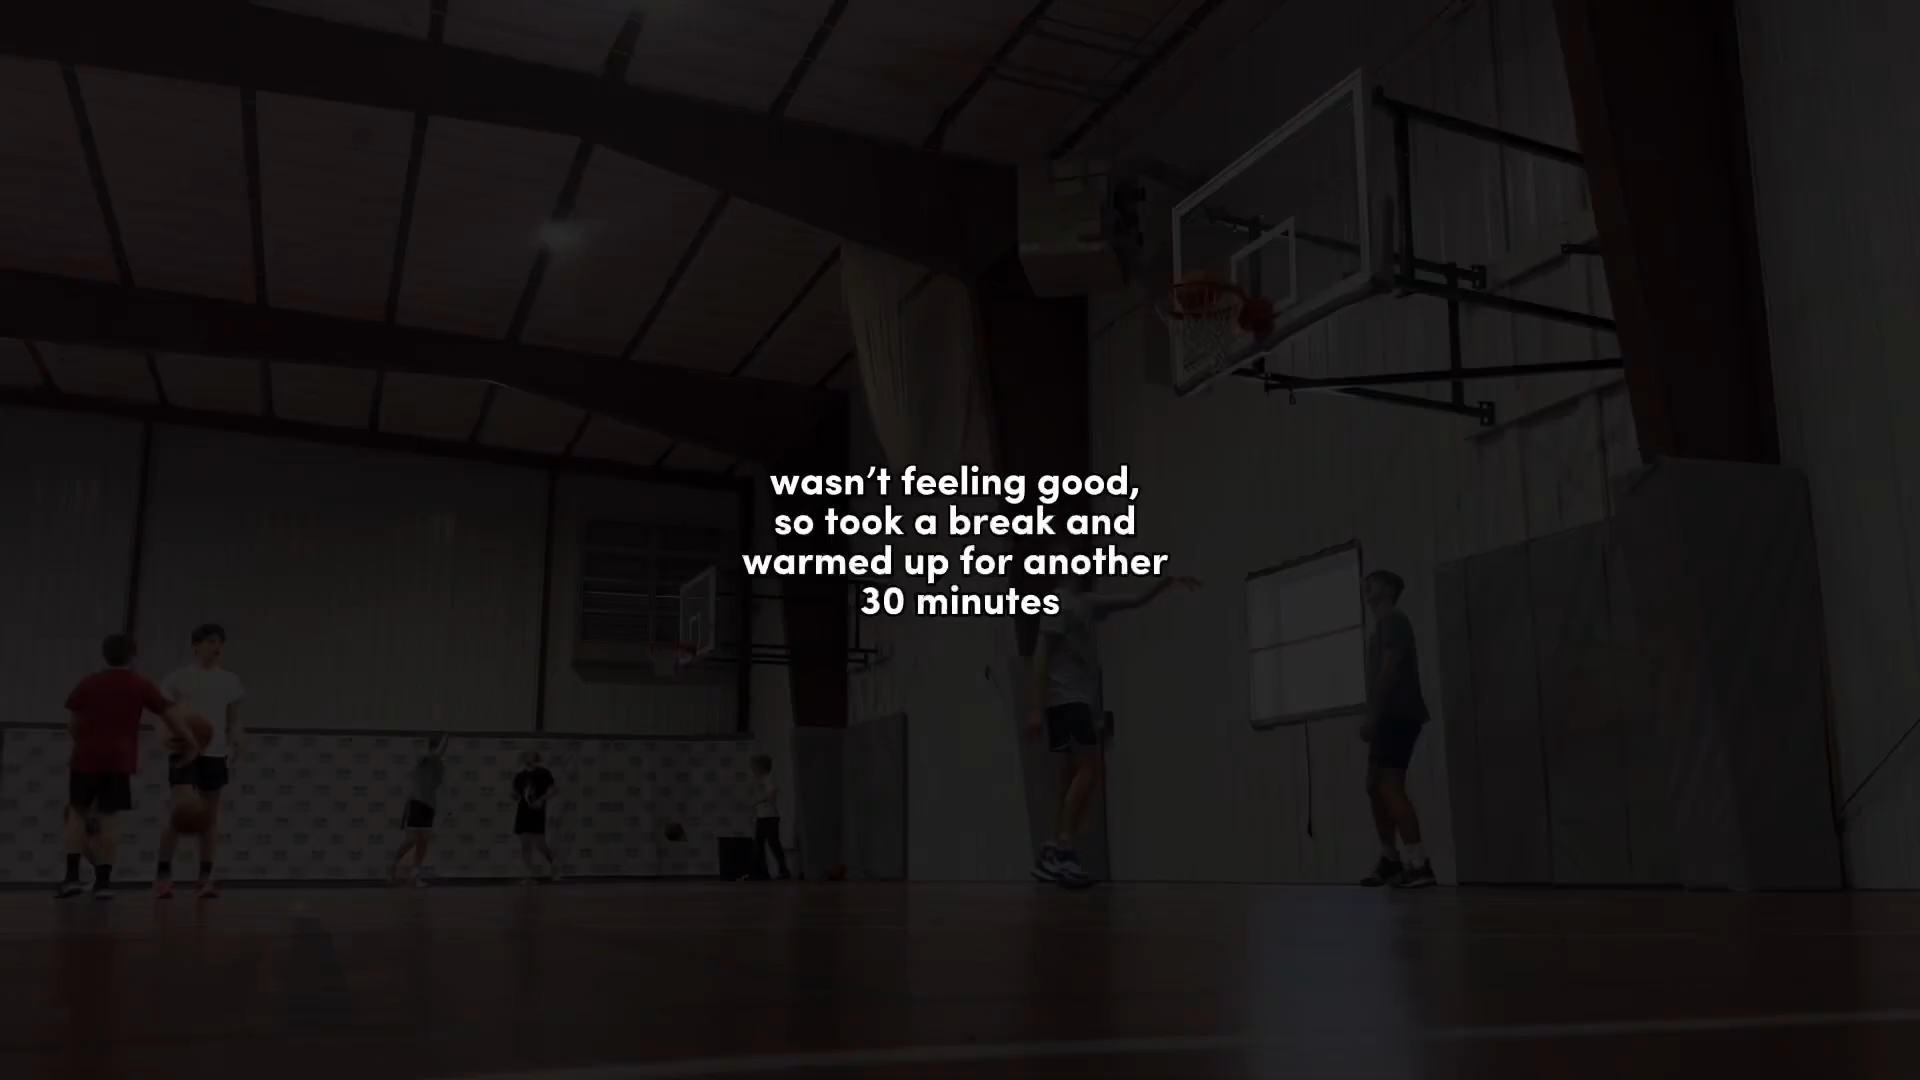 wasn’t feeling good,
so took a break and
warmed up for another
30 minutes